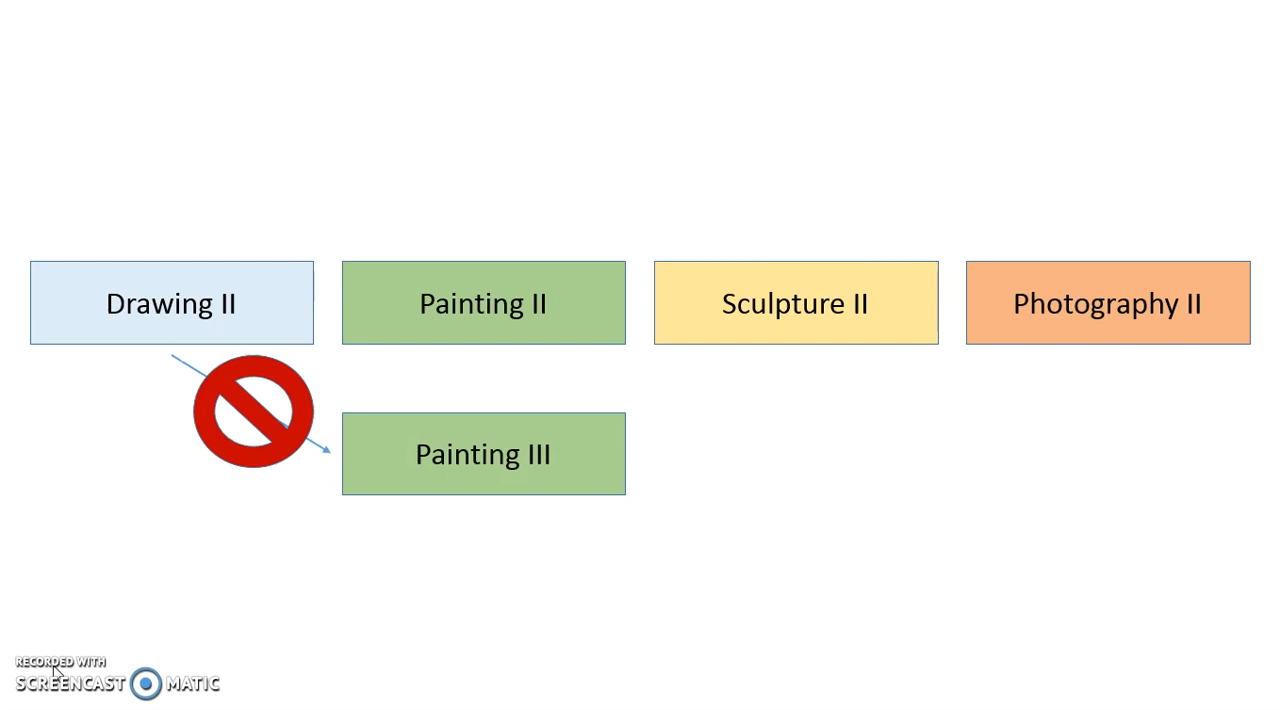 Drawing II
Painting II
Sculpture II
Photography II
Painting III
RECORDED WITH
SCREENCAST MATIC